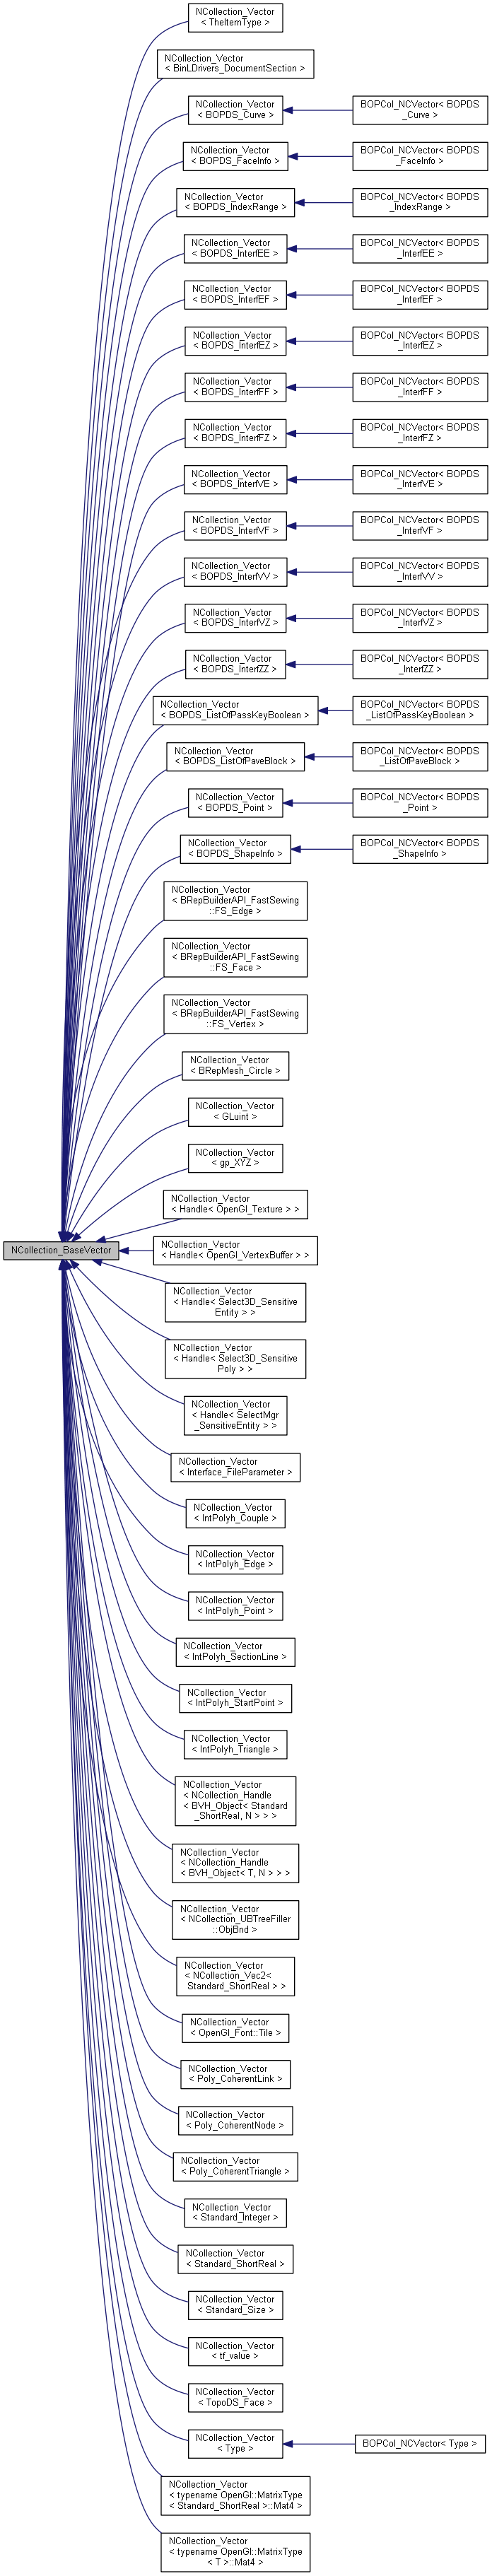 NCollection_Vector
< TheItemType >
NCollection_Vector
< BinLDrivers_DocumentSection >
NCollection_Vector
< BOPDS_Curve >
BOPCol_NCVector< BOPDS
_Curve >
NCollection_Vector
< BOPDS_FaceInfo >
BOPCol_NCVector< BOPDS
_FaceInfo >
NCollection_Vector
< BOPDS_IndexRange >
BOPCol_NCVector< BOPDS
_IndexRange >
NCollection_Vector
< BOPDS_InterfEE >
BOPCol_NCVector< BOPDS
_InterfEE >
NCollection_Vector
< BOPDS_InterfEF >
BOPCol_NCVector< BOPDS
_InterfEF >
NCollection_Vector
< BOPDS_InterfEZ >
BOPCol_NCVector< BOPDS
_InterfEZ >
NCollection_Vector
< BOPDS_InterfFF >
BOPCol_NCVector< BOPDS
_InterfFF >
NCollection_Vector
< BOPDS_InterfFZ >
BOPCol_NCVector< BOPDS
_InterfFZ >
NCollection_Vector
< BOPDS_InterfVE >
BOPCol_NCVector< BOPDS
_InterfVE >
NCollection_Vector
< BOPDS_InterfVF >
BOPCol_NCVector< BOPDS
_InterfVF >
NCollection_Vector
< BOPDS_InterfVV >
BOPCol_NCVector< BOPDS
_InterfVV >
NCollection_Vector
< BOPDS_InterfVZ >
BOPCol_NCVector< BOPDS
_InterfVZ >
NCollection_Vector
< BOPDS_InterfZZ >
BOPCol_NCVector< BOPDS
_InterfZZ >
NCollection_Vector
< BOPDS_ListOfPassKeyBoolean >
BOPCol_NCVector< BOPDS
_ListOfPassKeyBoolean >
NCollection_Vector
< BOPDS_ListOfPaveBlock >
BOPCol_NCVector< BOPDS
_ListOfPaveBlock >
NCollection_Vector
< BOPDS_Point >
BOPCol_NCVector< BOPDS
_Point >
NCollection_Vector
< BOPDS_ShapeInfo >
BOPCol_NCVector< BOPDS
_ShapeInfo >
NCollection_Vector
< BRepBuilderAPI_FastSewing
::FS_Edge >
NCollection_Vector
< BRepBuilderAPI_FastSewing
::FS_Face >
NCollection_Vector
< BRepBuilderAPI_FastSewing
::FS_Vertex >
NCollection_Vector
< BRepMesh_Circle >
NCollection_Vector
< GLuint >
NCollection_Vector
< gp_XYZ >
NCollection_Vector
< Handle< OpenGl_Texture > >
NCollection_BaseVector
NCollection_Vector
< Handle< OpenGl_VertexBuffer > >
NCollection_Vector
< Handle< Select3D_Sensitive
Entity > >
NCollection_Vector
< Handle< Select3D_Sensitive
Poly > >
NCollection_Vector
< Handle< SelectMgr
_SensitiveEntity > >
NCollection_Vector
< Interface_FileParameter >
NCollection_Vector
< IntPolyh_Couple >
NCollection_Vector
< IntPolyh_Edge >
NCollection_Vector
< IntPolyh_Point >
NCollection_Vector
< IntPolyh_SectionLine >
NCollection_Vector
< IntPolyh_StartPoint >
NCollection_Vector
< IntPolyh_Triangle >
NCollection_Vector
< NCollection_Handle
< BVH_Object< Standard
_ShortReal, N > > >
NCollection_Vector
< NCollection_Handle
< BVH_Object< T, N > > >
NCollection_Vector
< NCollection_UBTreeFiller
::ObjBnd >
NCollection_Vector
< NCollection_Vec2<
Standard_ShortReal > >
NCollection_Vector
< OpenGl_Font::Tile >
NCollection_Vector
< Poly_CoherentLink >
NCollection_Vector
< Poly_CoherentNode >
NCollection_Vector
< Poly_CoherentTriangle >
NCollection_Vector
< Standard_Integer >
NCollection_Vector
< Standard_ShortReal >
NCollection_Vector
< Standard_Size >
NCollection_Vector
< tf_value >
NCollection_Vector
< TopoDS_Face >
NCollection_Vector
< Type >
BOPCol_NCVector< Type >
NCollection_Vector
< typename OpenGl::MatrixType
< Standard_ShortReal >::Mat4 >
NCollection_Vector
< typename OpenGl::MatrixType
< T >::Mat4 >